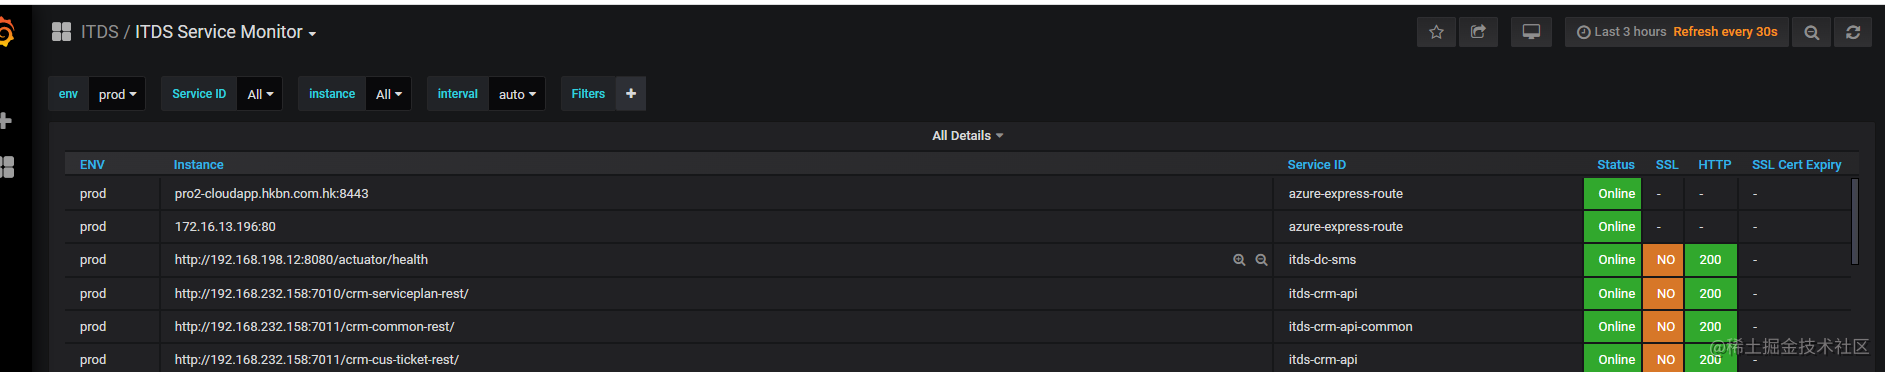 ITDS / ITDS Service Monitor
Last 3 hours Refresh every 30s
env prod Service ID All instance All interval auto Filters
All Details
ENV Instance Service ID Status SSL HTTP SSL Cert Expiry
prod pro2-cloudapp.hkbn.com.hk:8443 azure-express-route Online - - -
prod 172.16.13.196:80 azure-express-route Online - - -
prod http://192.168.198.12:8080/actuator/health itds-dc-sms Online NO 200 -
prod http://192.168.232.158:7010/crm-serviceplan-rest/ itds-crm-api Online NO 200 -
prod http://192.168.232.158:7011/crm-common-rest/ itds-crm-api-common Online NO 200 -
prod http://192.168.232.158:7011/crm-cus-ticket-rest/ itds-crm-api Online NO 200 -
@稀土掘金技术社区